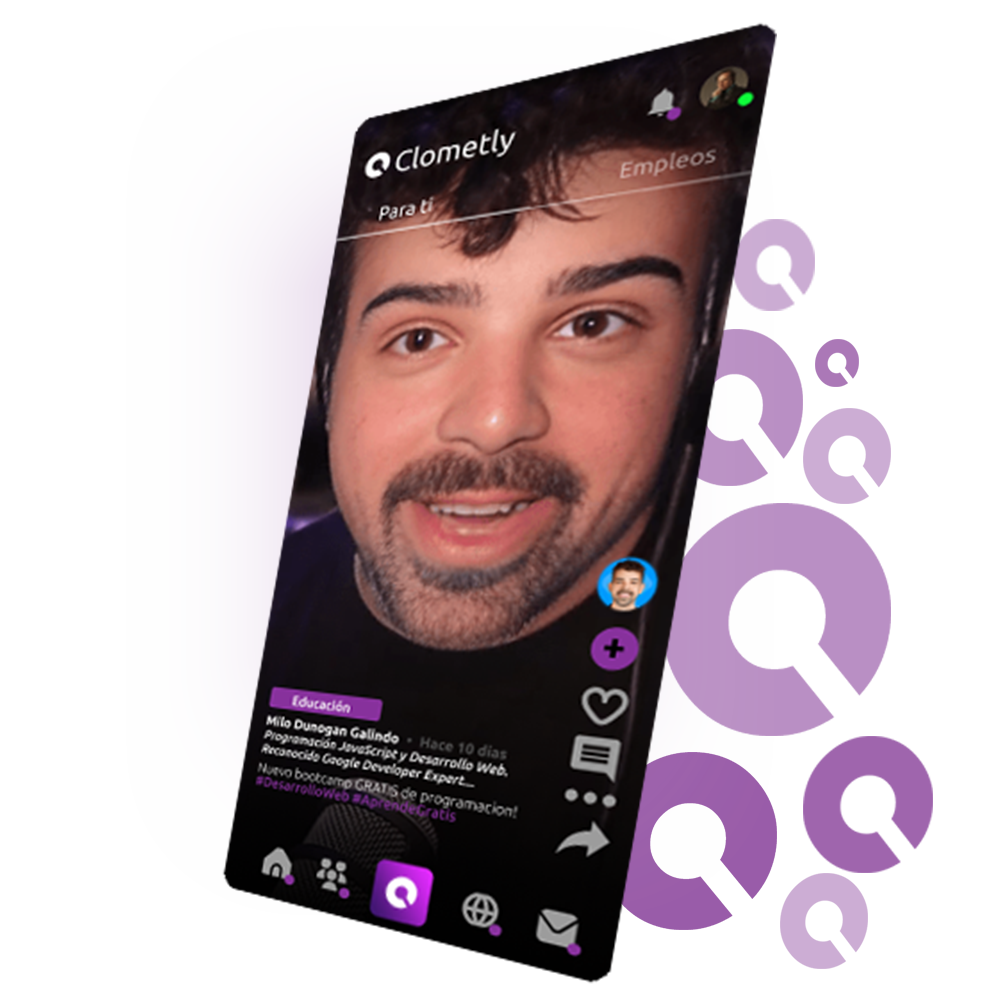 Clometly
Para ti
Empleos
Educación
Milo Dunogan Galindo • Hace 10 dias
Programación JavaScript y Desarrollo Web,
Reconocido Google Developer Expert...
Nuevo bootcamp GRATIS de programacion!
#DesarrolloWeb #AprendeGratis